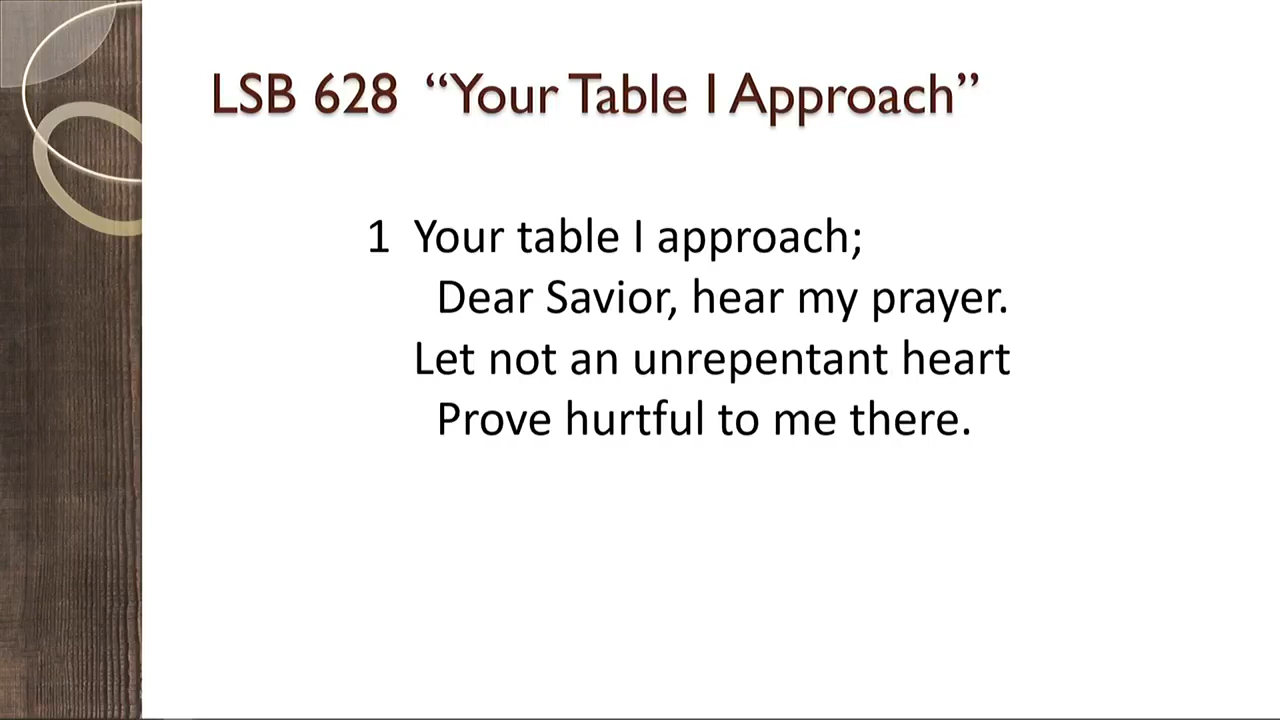 LSB 628 “Your Table I Approach”
1 Your table I approach;
Dear Savior, hear my prayer.
Let not an unrepentant heart
Prove hurtful to me there.